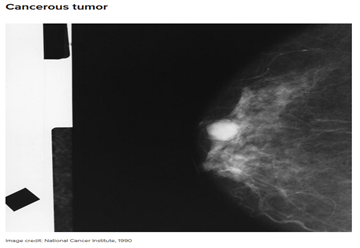 Cancerous tumor
Image credit: National Cancer Institute, 1990